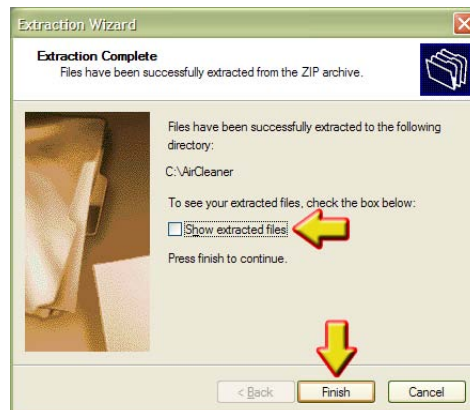 Extraction Wizard
Extraction Complete
Files have been successfully extracted from the ZIP archive.
Files have been successfully extracted to the following
directory:
C:\AirCleaner
To see your extracted files, check the box below:
Show extracted files
Press finish to continue.
< Back
Finish
Cancel